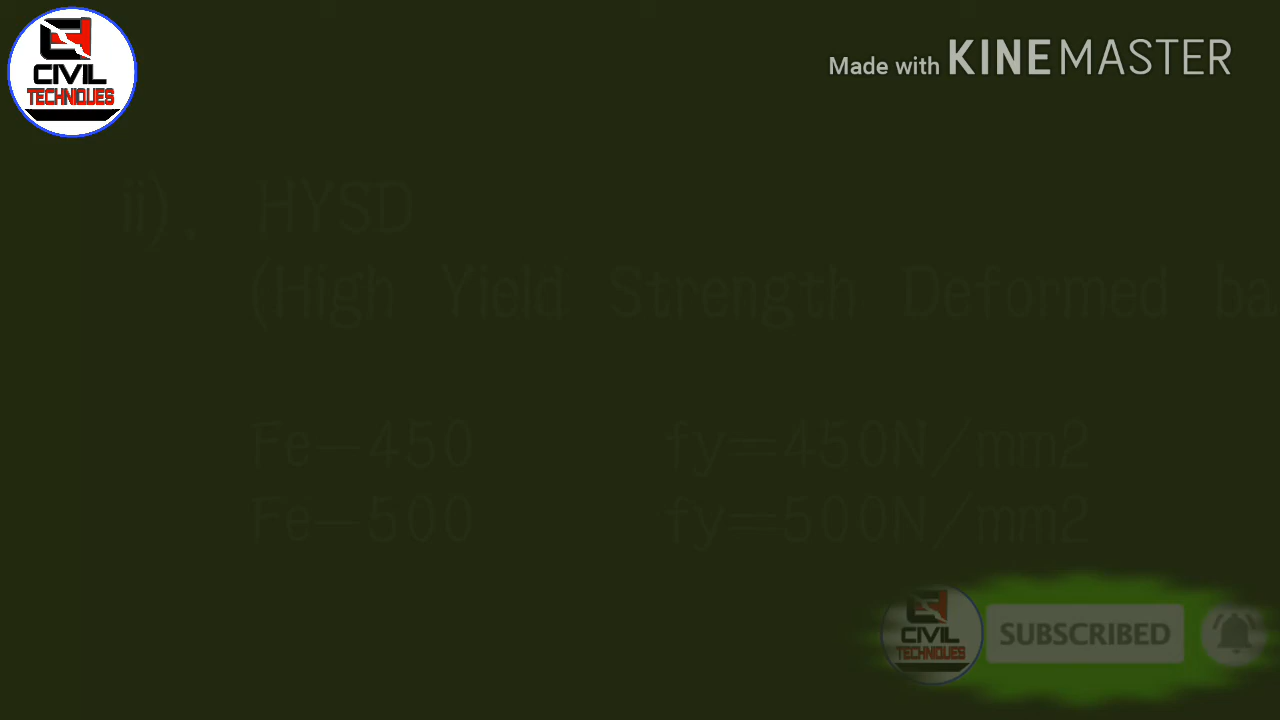 CIVIL
TECHNIQUES
Made with KINEMASTER
ii). HYSD
(High Yield Strength Deformed ba
Fe-450 fy=450N/mm2
Fe-500 fy=500N/mm2
CIVIL
TECHNIQUES
SUBSCRIBED